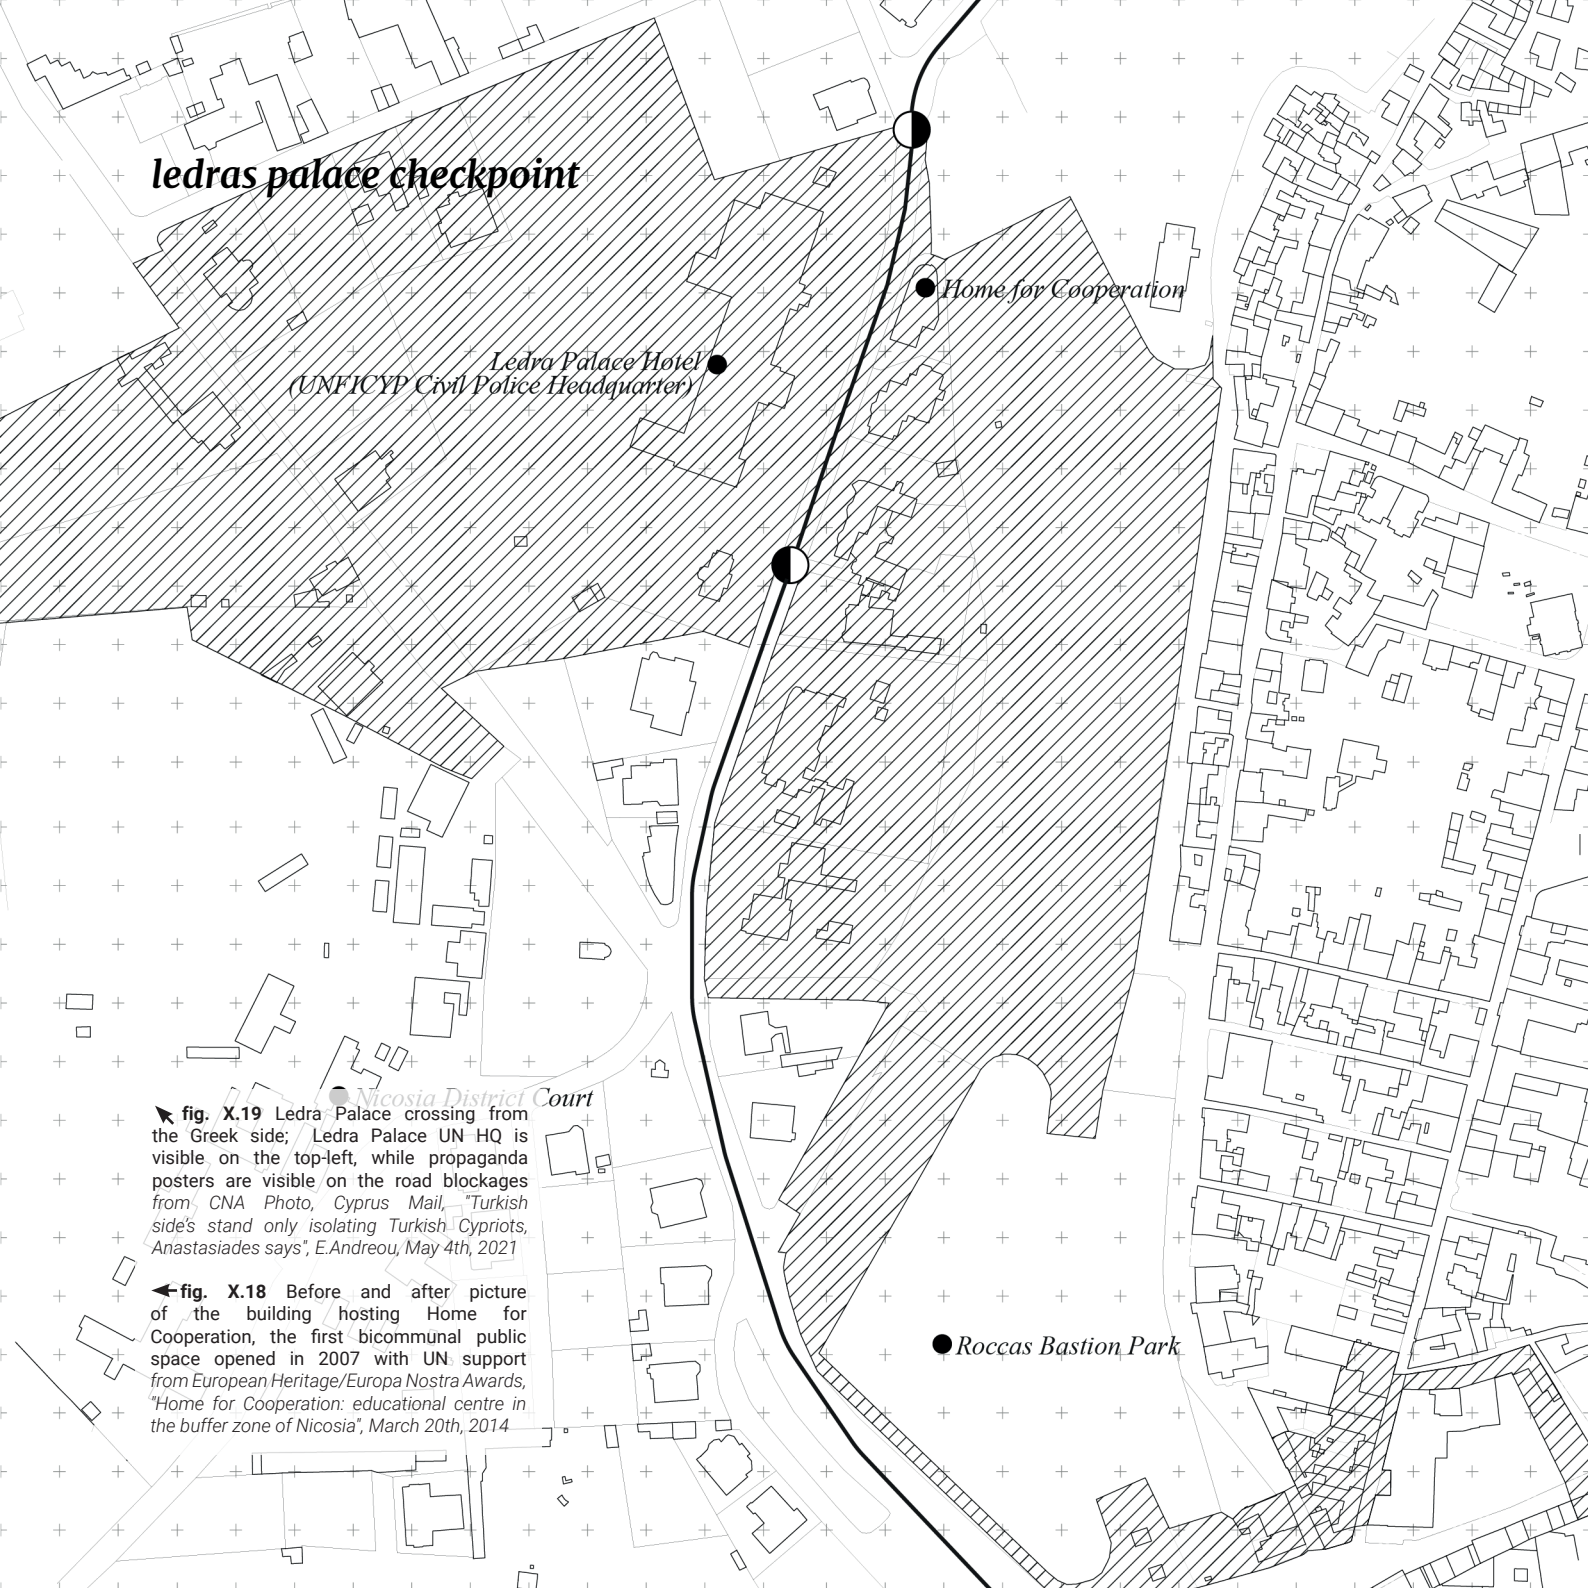 ledras palace checkpoint
Home for Cooperation
Ledra Palace Hotel
(UNFICYP Civil Police Headquarter)
Nicosia District Court
fig. X.19 Ledra Palace crossing from
the Greek side; Ledra Palace UN HQ is
visible on the top-left, while propaganda
posters are visible on the road blockages
from CNA Photo, Cyprus Mail, "Turkish
side's stand only isolating Turkish Cypriots,
Anastasiades says", E.Andreou, May 4th, 2021
fig. X.18 Before and after picture
of the building hosting Home for
Cooperation, the first bicommunal public
space opened in 2007 with UN support
from European Heritage/Europa Nostra Awards,
"Home for Cooperation: educational centre in
the buffer zone of Nicosia", March 20th, 2014
Roccas Bastion Park